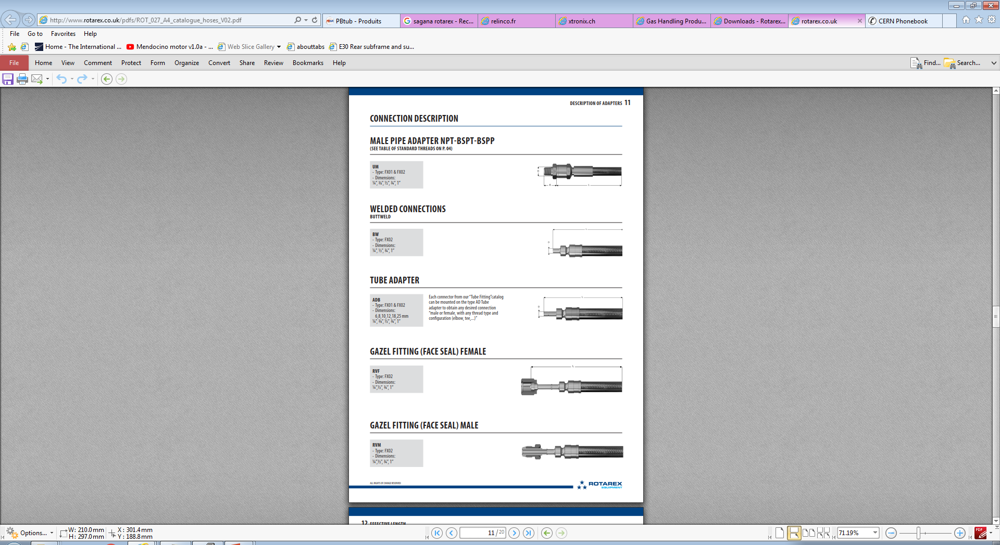 http://www.rotarex.co.uk/pdfs/ROT_027_A4_catalogue_hoses_V02.pdf
PBtub - Produits
sagana rotarex - Rec...
relinco.fr
xtronix.ch
Gas Handling Produ...
Downloads - Rotarex...
rotarex.co.uk
CERN Phonebook
File Go to Favorites Help
Home - The International ...
Mendocino motor v1.0a - ...
Web Slice Gallery
abouttabs
E30 Rear subframe and su...
File Home View Comment Protect Form Organize Convert Share Review Bookmarks Help
Find... Search...
DESCRIPTION OF ADAPTERS 11
CONNECTION DESCRIPTION
MALE PIPE ADAPTER NPT-BSPT-BSPP
(SEE TABLE OF STANDARD THREADS ON P. 04)
UM
- Type: FX01 & FX02
- Dimensions:
¼", ⅜", ½", ¾", 1"
WELDED CONNECTIONS
BUTTWELD
BW
- Type: FX02
- Dimensions:
¼", ½", ¾", 1"
TUBE ADAPTER
ADB
- Type: FX01 & FX02
- Dimensions:
6,8,10,12,18,25 mm
¼", ⅜", ½", ¾", 1"
Each connector from our "Tube Fitting"catalog
can be mounted on the type AD Tube
adapter to obtain any desired connection
"male or female, with any thread type and
configuration (elbow, tee,...)"
GAZEL FITTING (FACE SEAL) FEMALE
RVF
- Type: FX02
- Dimensions:
¼",½", ¾", 1"
L
GAZEL FITTING (FACE SEAL) MALE
RVM
- Type: FX02
- Dimensions:
¼",½", ¾", 1"
ALL RIGHTS OF CHANGE RESERVED
ROTAREX
EQUIPMENT
12 EFFECTIVE LENGTH
Options...
W: 210.0 mm
H: 297.0 mm
X : 301.4 mm
Y : 188.8 mm
11 / 20
71.19%
PDF